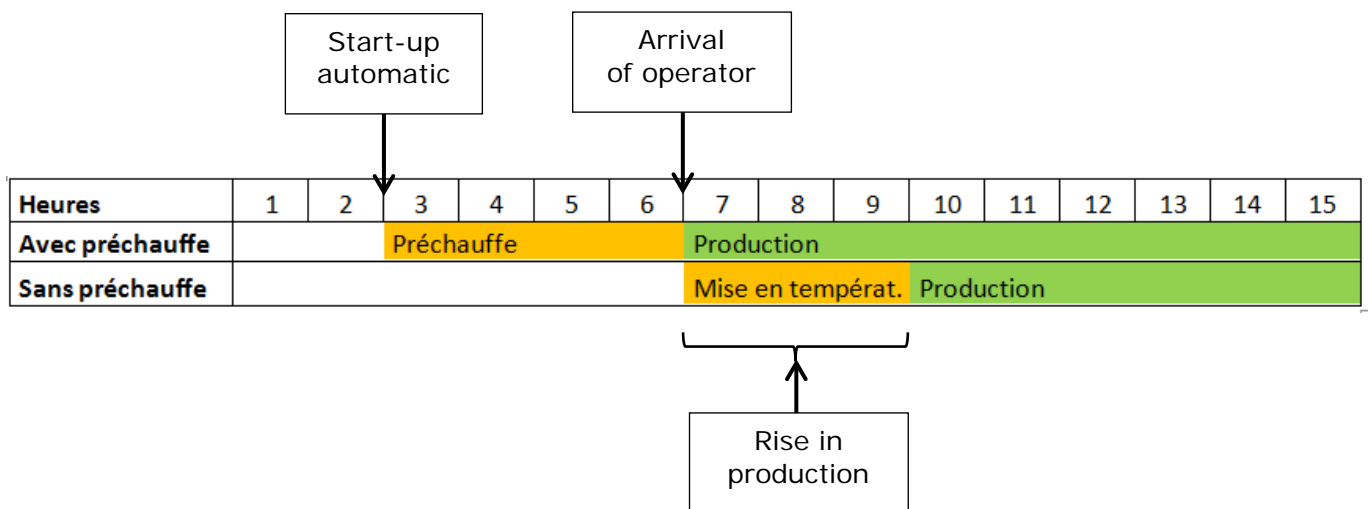 Start-up
automatic
Arrival
of operator
Heures 1 2 3 4 5 6 7 8 9 10 11 12 13 14 15
Avec préchauffe Préchauffe Production
Sans préchauffe Mise en températ. Production
Rise in
production